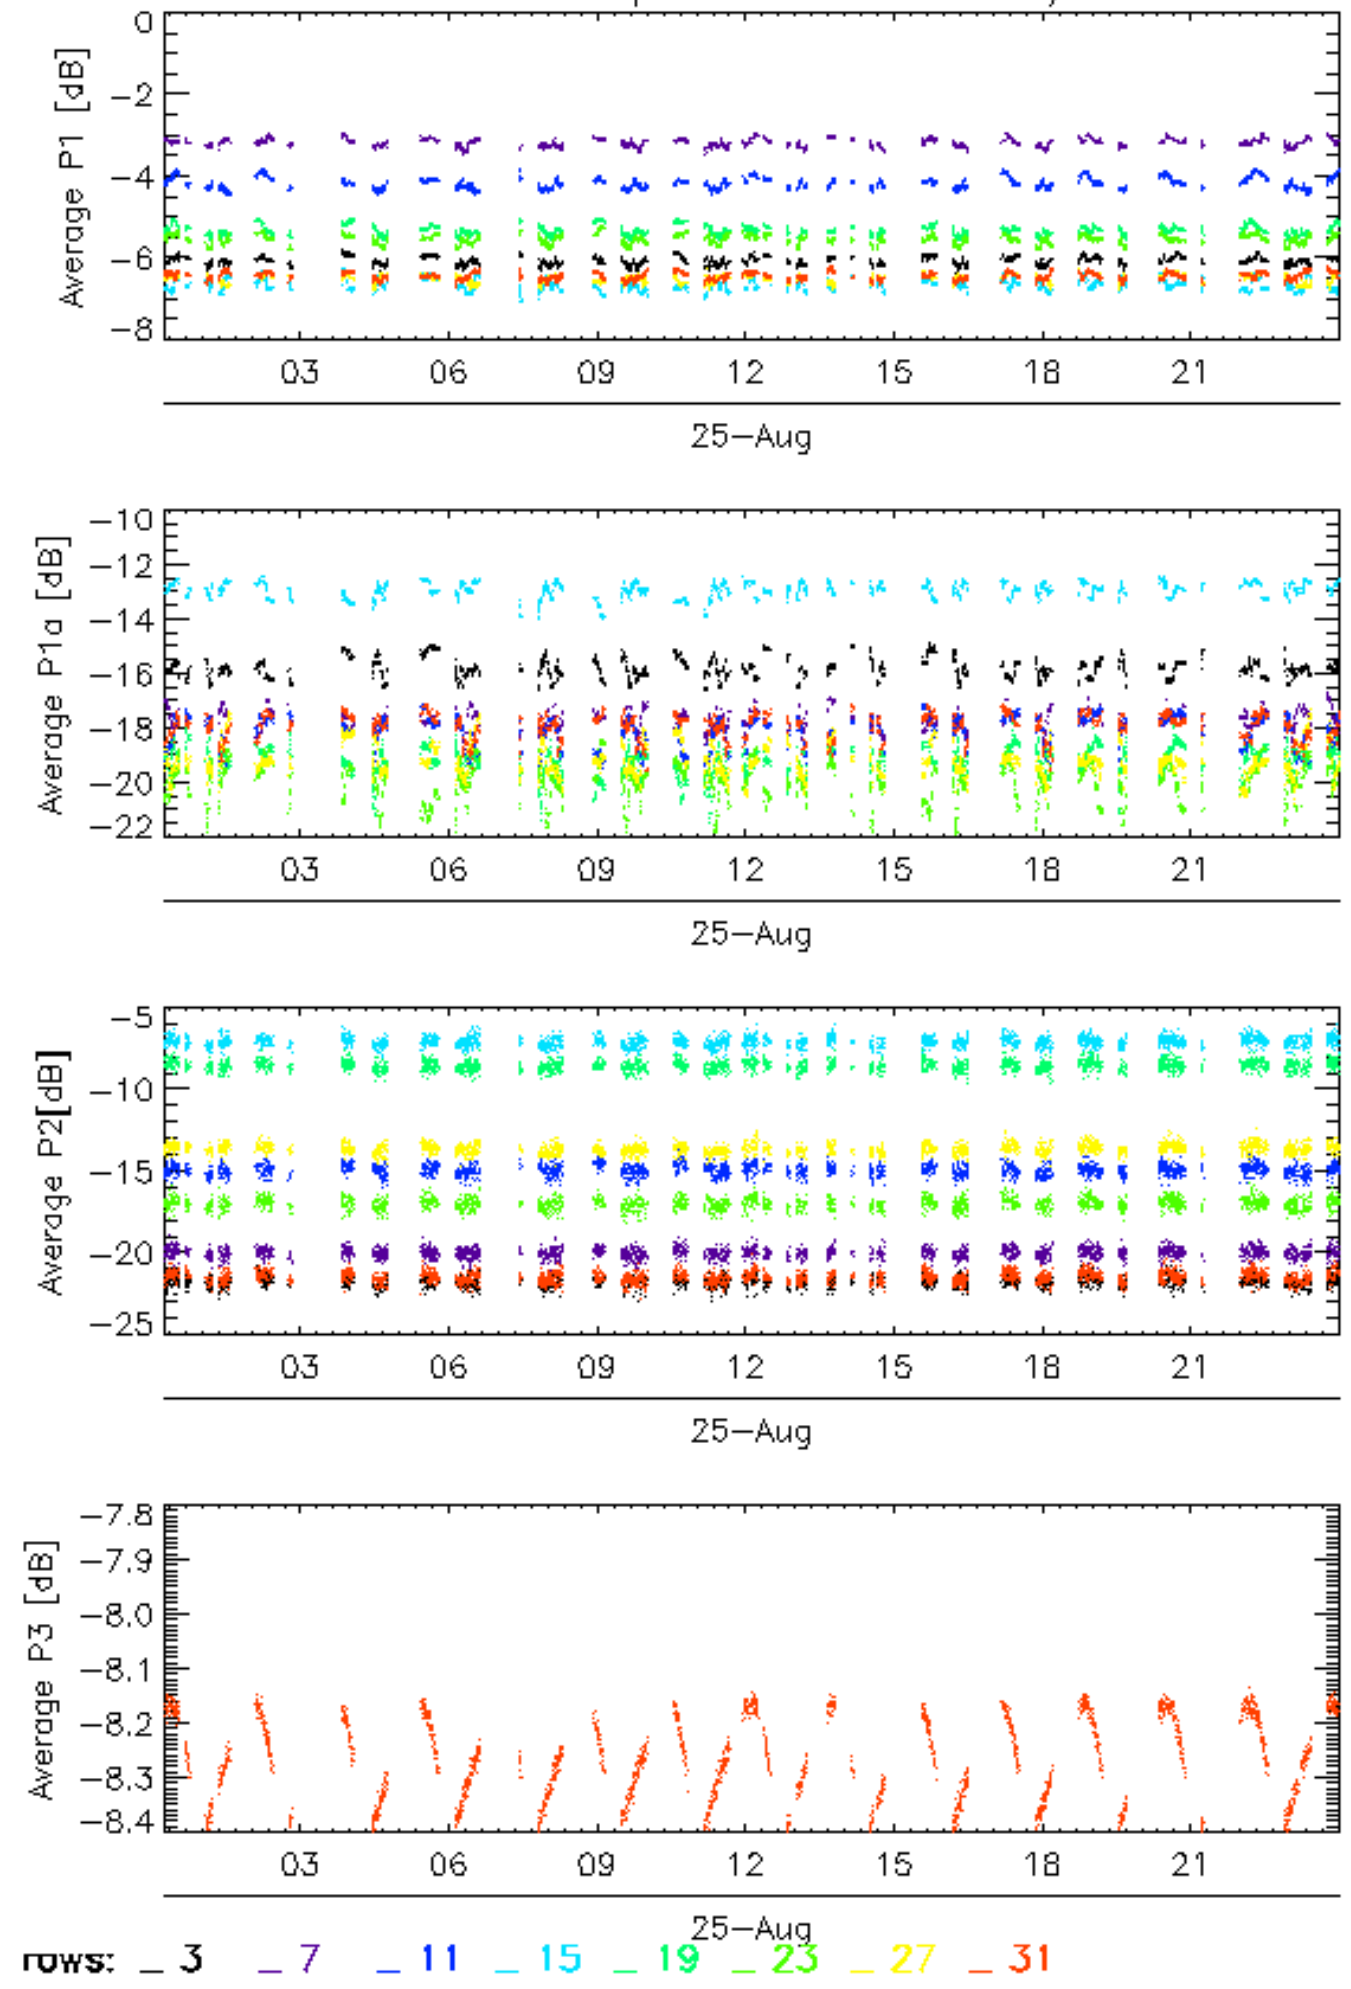 0
−2
−4
−6
−8
Average P1 [dB]
03 06 09 12 15 18 21
25−Aug
−10
−12
−14
−16
−18
−20
−22
Average P1a [dB]
03 06 09 12 15 18 21
25−Aug
−5
−10
−15
−20
−25
Average P2[dB]
03 06 09 12 15 18 21
25−Aug
−7.8
−7.9
−8.0
−8.1
−8.2
−8.3
−8.4
Average P3 [dB]
03 06 09 12 15 18 21
25−Aug
rows: _ 3 _ 7 _ 11 _ 15 _ 19 _ 23 _ 27 _ 31